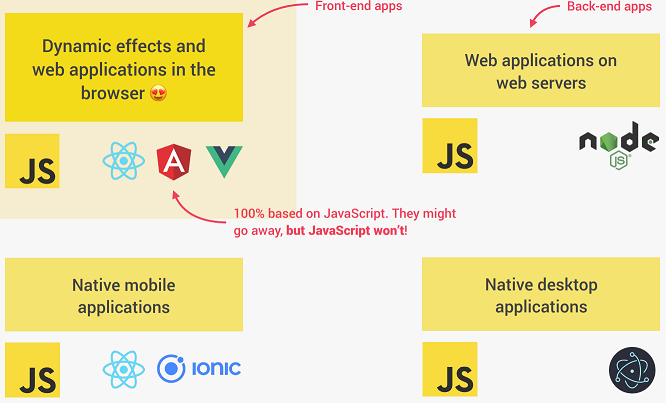 Front-end apps
Back-end apps
Dynamic effects and
web applications in the
browser 😍
Web applications on
web servers
JS
A
JS
node
JS
100% based on JavaScript. They might
go away, but JavaScript won't!
Native mobile
applications
Native desktop
applications
JS
IONIC
JS